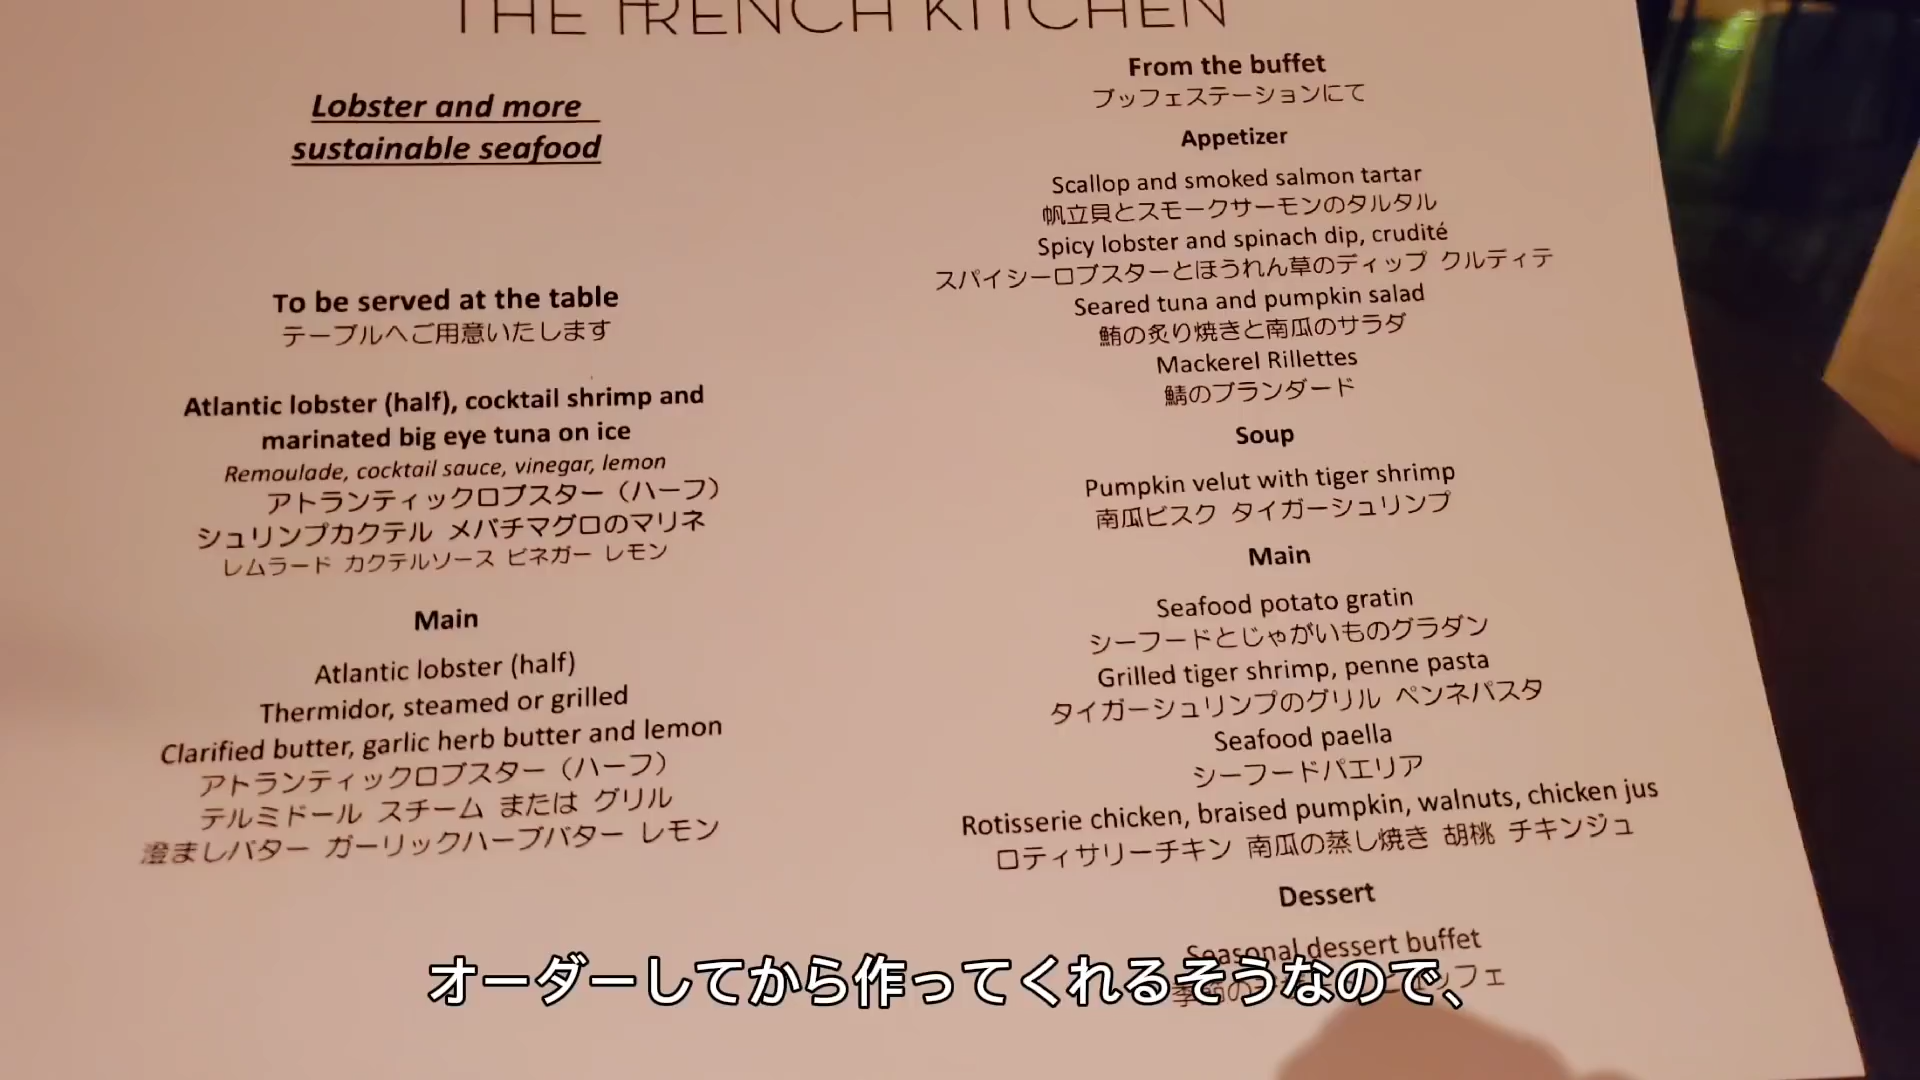 THE FRENCH KITCHEN
Lobster and more
sustainable seafood
To be served at the table
テーブルへご用意いたします
Atlantic lobster (half), cocktail shrimp and
marinated big eye tuna on ice
Remoulade, cocktail sauce, vinegar, lemon
アトランティックロブスター（ハーフ）
シュリンプカクテル メバチマグロのマリネ
レムラード カクテルソース ビネガー レモン
Main
Atlantic lobster (half)
Thermidor, steamed or grilled
Clarified butter, garlic herb butter and lemon
アトランティックロブスター（ハーフ）
テルミドール スチーム または グリル
澄ましバター ガーリックハーブバター レモン
From the buffet
ブッフェステーションにて
Appetizer
Scallop and smoked salmon tartar
帆立貝とスモークサーモンのタルタル
Spicy lobster and spinach dip, crudité
スパイシーロブスターとほうれん草のディップ クルディテ
Seared tuna and pumpkin salad
鮪の炙り焼きと南瓜のサラダ
Mackerel Rillettes
鯖のブランダード
Soup
Pumpkin velut with tiger shrimp
南瓜ビスク タイガーシュリンプ
Main
Seafood potato gratin
シーフードとじゃがいものグラダン
Grilled tiger shrimp, penne pasta
タイガーシュリンプのグリル ペンネパスタ
Seafood paella
シーフードパエリア
Rotisserie chicken, braised pumpkin, walnuts, chicken jus
ロティサリーチキン 南瓜の蒸し焼き 胡桃 チキンジュ
Dessert
Seasonal dessert buffet
オーダーしてから作ってくれるそうなので、